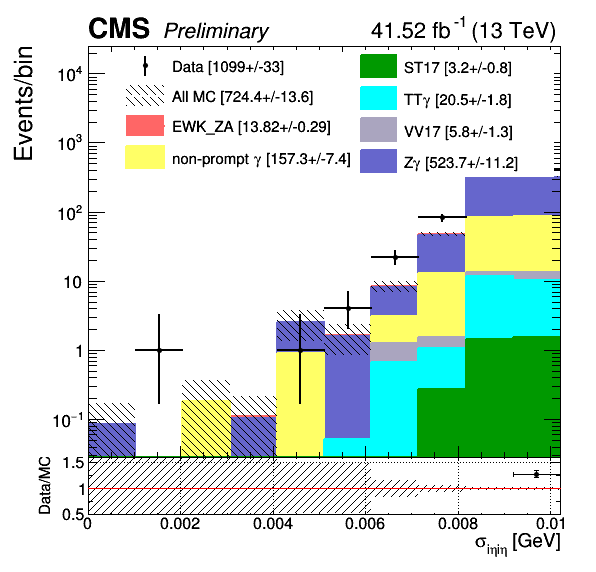 CMS Preliminary 41.52 fb⁻¹ (13 TeV)
Events/bin
Data [1099+/-33]
All MC [724.4+/-13.6]
EWK_ZA [13.82+/-0.29]
non-prompt γ [157.3+/-7.4]
ST17 [3.2+/-0.8]
TTγ [20.5+/-1.8]
VV17 [5.8+/-1.3]
Zγ [523.7+/-11.2]
10⁴
10³
10²
10
1
10⁻¹
Data/MC
1.5
1
0.5
0 0.002 0.004 0.006 0.008 0.01
σ_iηiη [GeV]